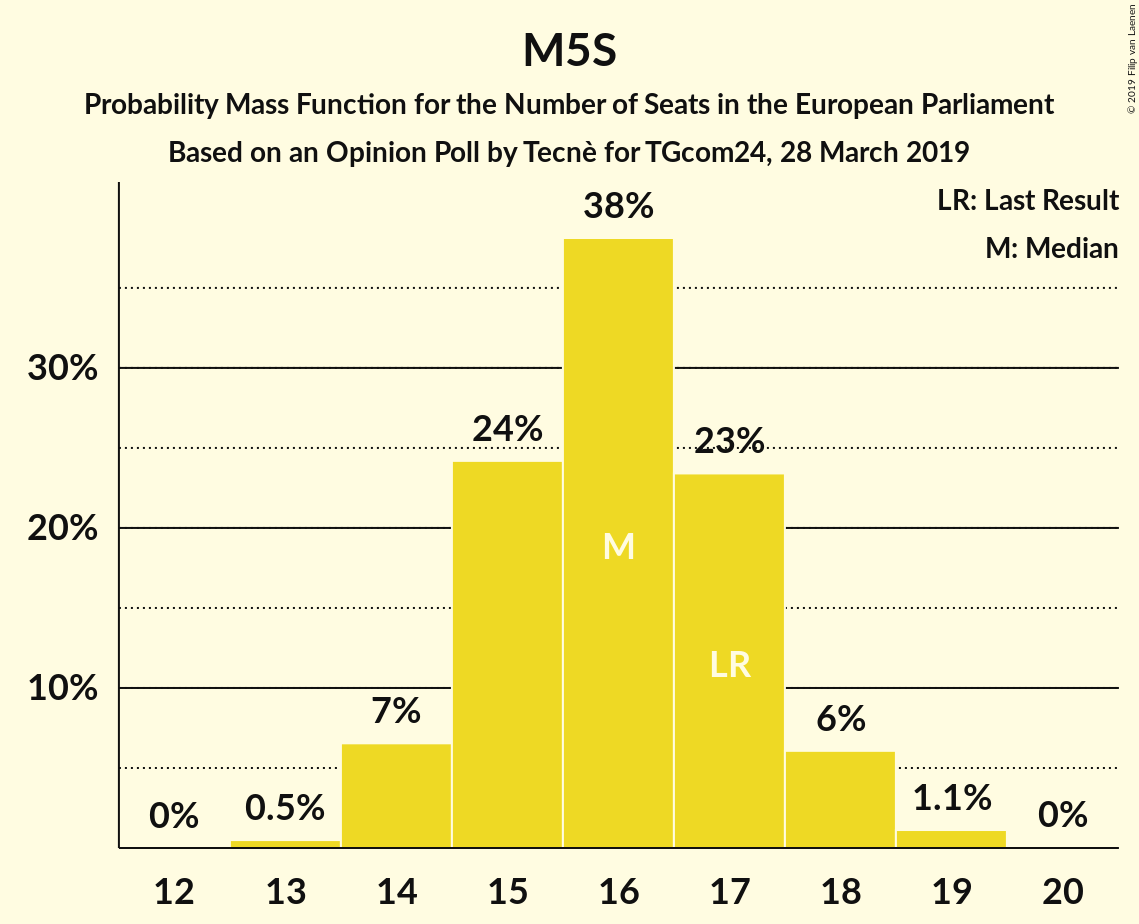 M5S
Probability Mass Function for the Number of Seats in the European Parliament
Based on an Opinion Poll by Tecnè for TGcom24, 28 March 2019
© 2019 Filip van Laenen
LR: Last Result
M: Median
38%
30%
24%
23%
20%
M
LR
10%
7%
6%
0%
0.5%
1.1%
0%
12 13 14 15 16 17 18 19 20